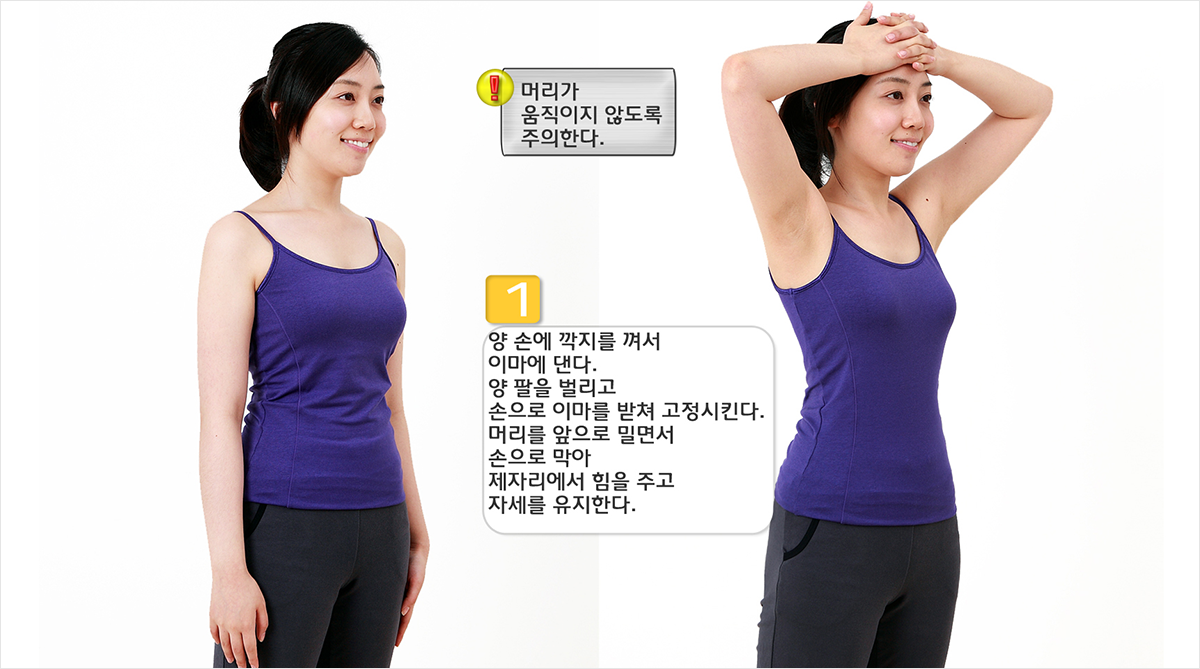 !
머리가
움직이지 않도록
주의한다.
1
양 손에 깍지를 껴서
이마에 댄다.
양 팔을 벌리고
손으로 이마를 받쳐 고정시킨다.
머리를 앞으로 밀면서
손으로 막아
제자리에서 힘을 주고
자세를 유지한다.